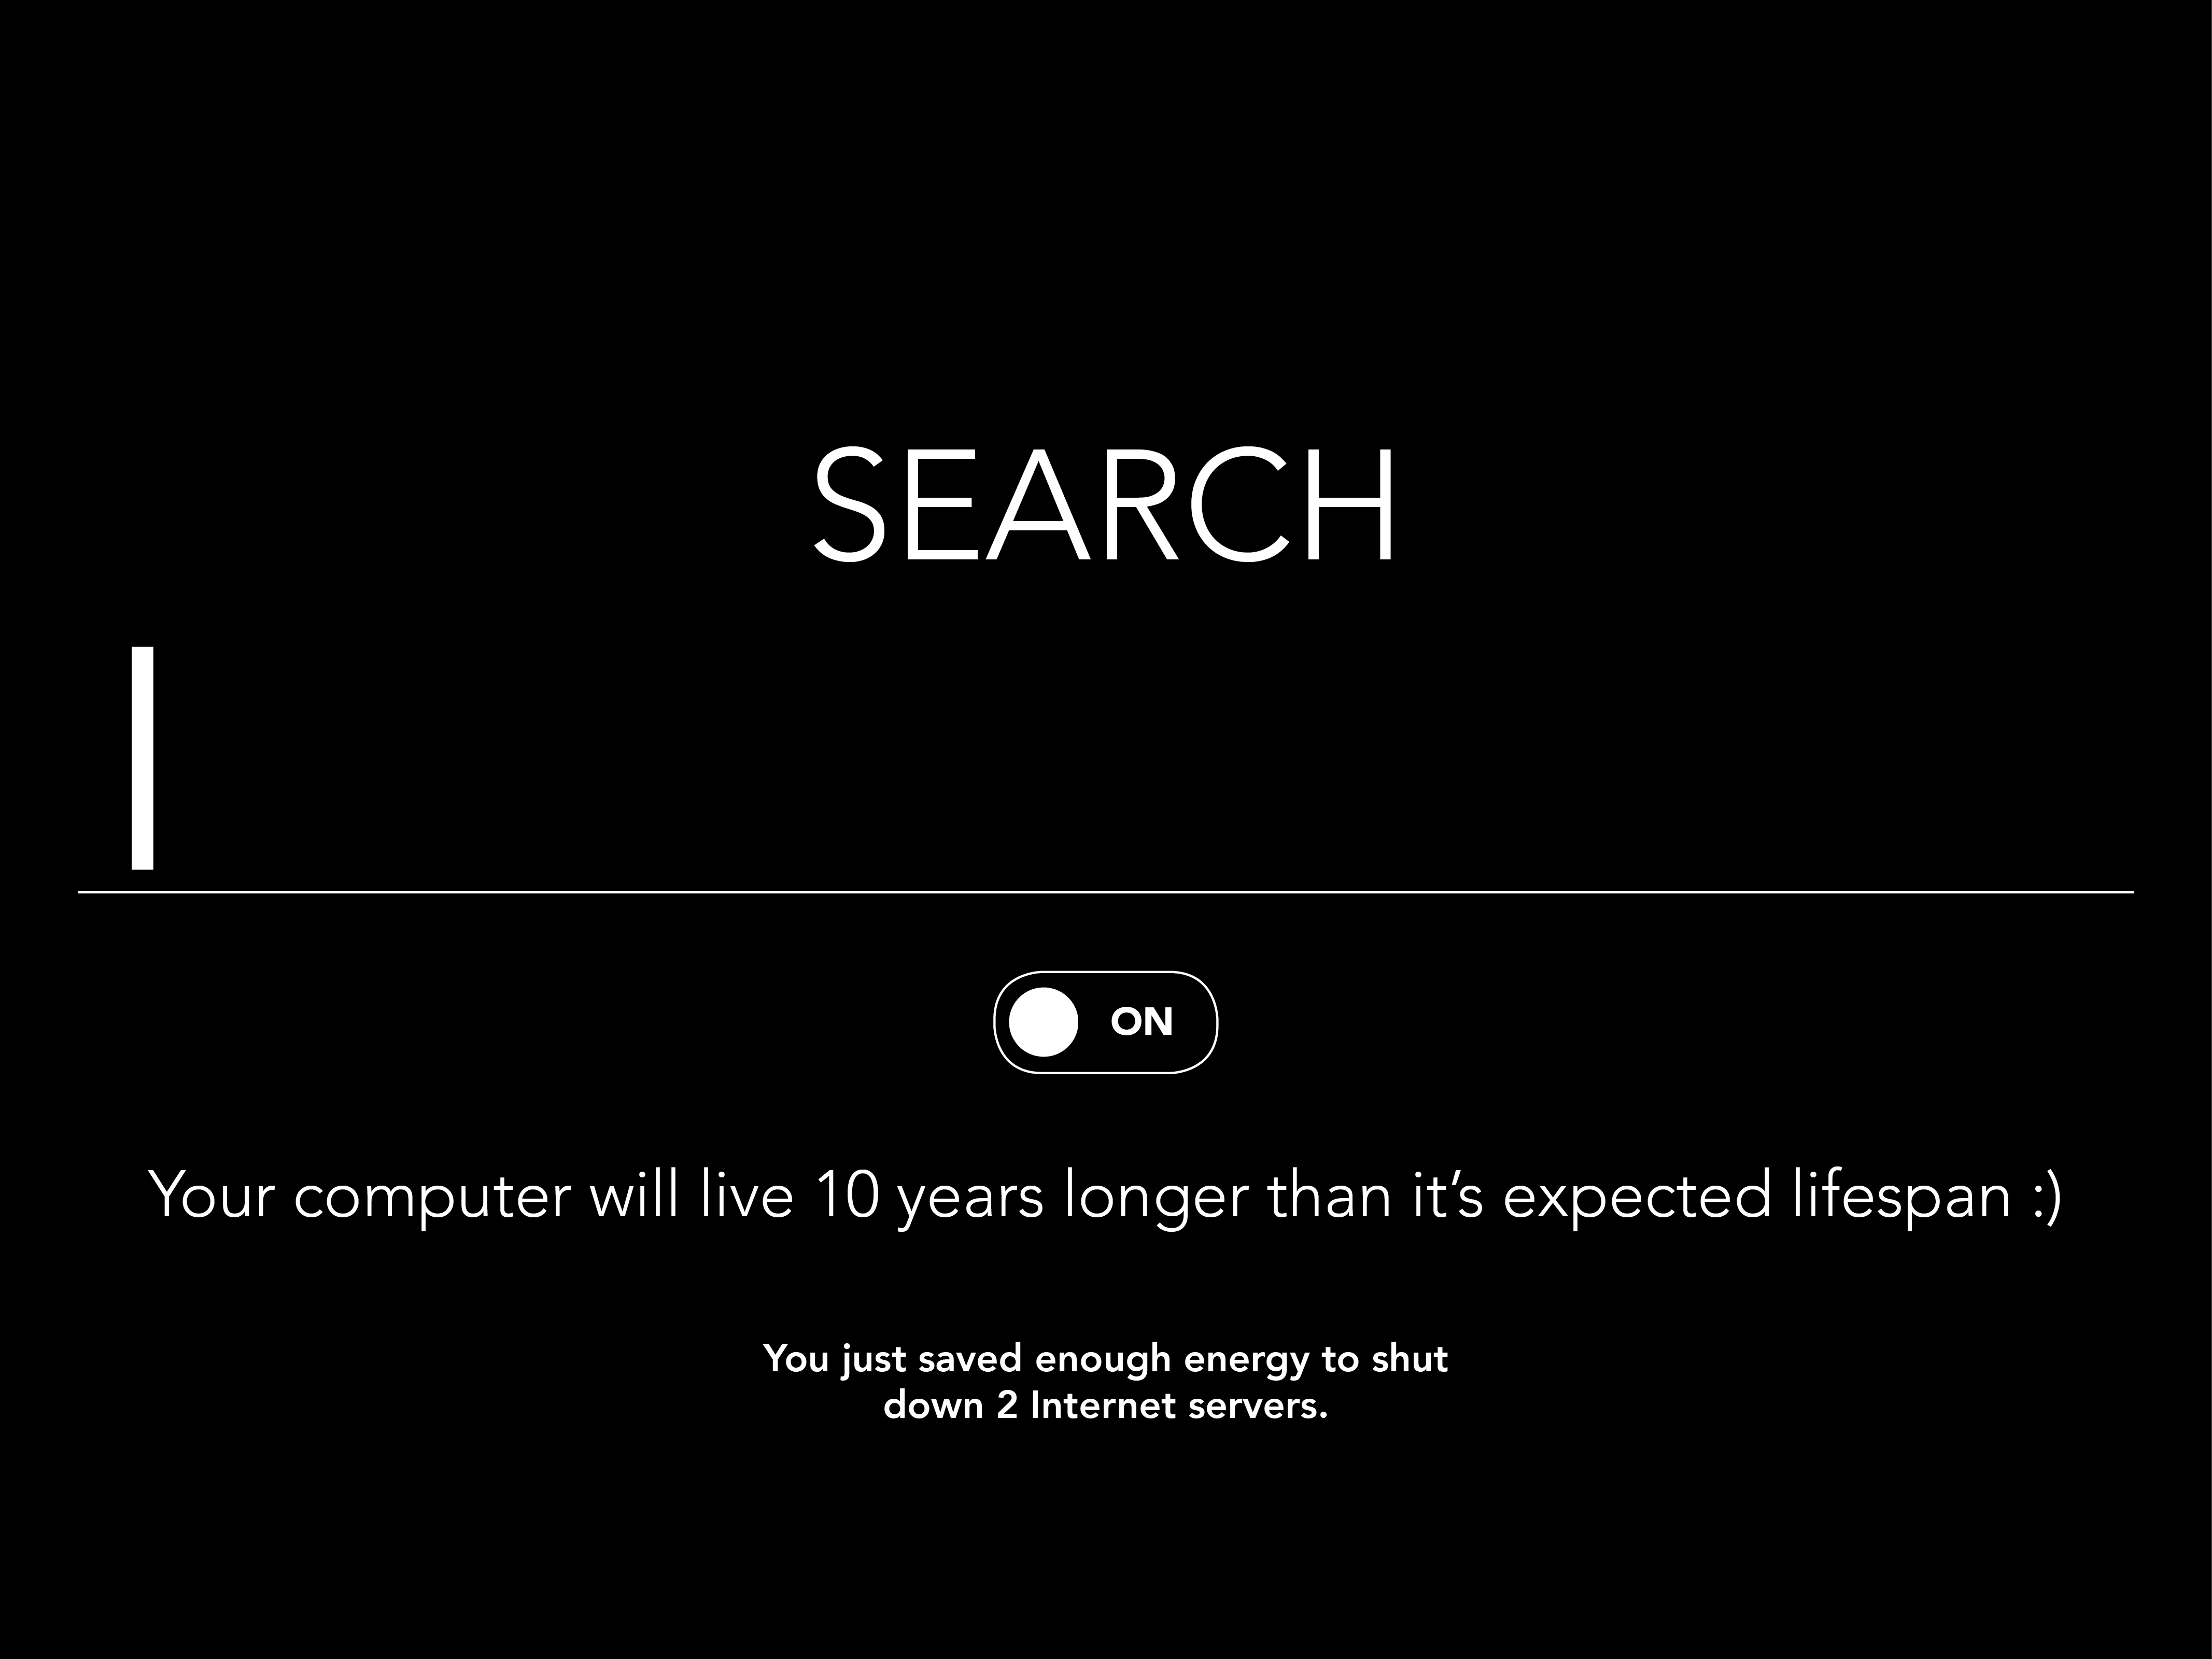 SEARCH
ON
Your computer will live 10 years longer than it’s expected lifespan :)
You just saved enough energy to shut
down 2 Internet servers.